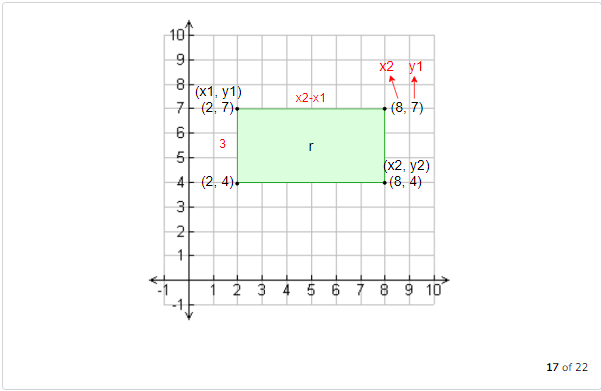 10
9
x2 y1
8
(x1, y1)
x2-x1
7
(2, 7)
(8, 7)
6
3
r
5
(x2, y2)
4
(2, 4)
(8, 4)
3
2
1
-1 1 2 3 4 5 6 7 8 9 10
-1
17 of 22